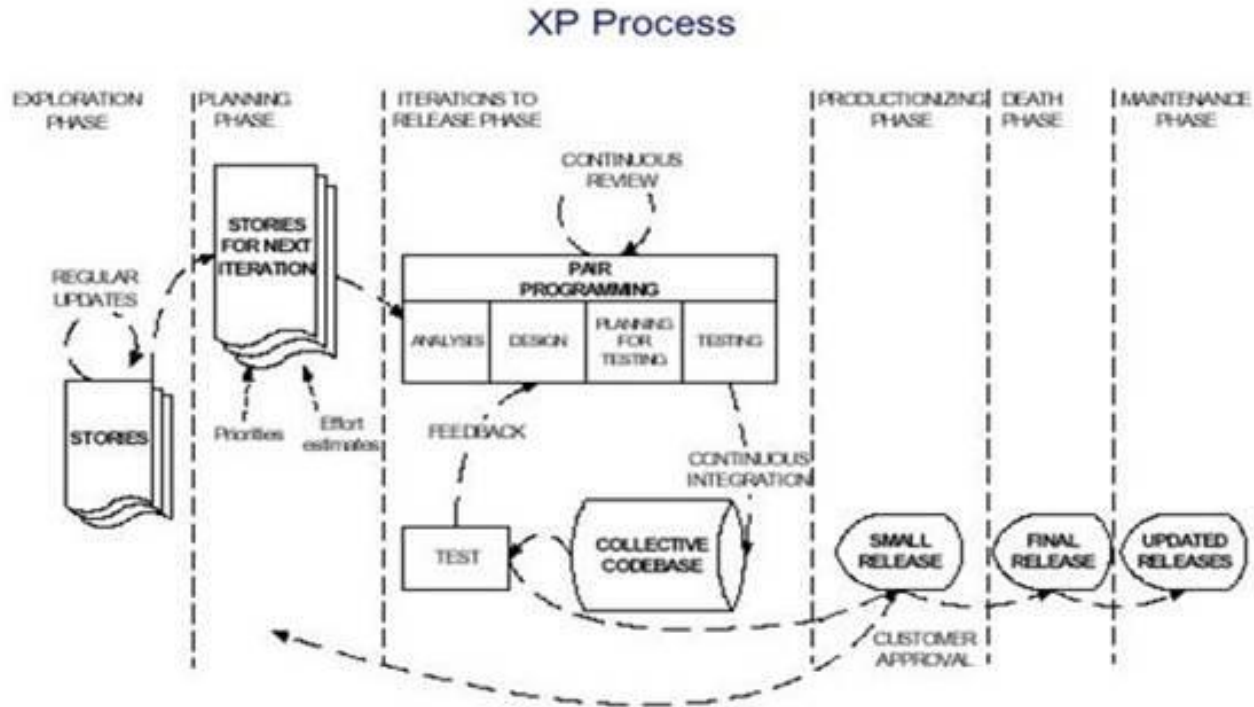 XP Process
EXPLORATION
PHASE
PLANNING
PHASE
ITERATIONS TO
RELEASE PHASE
PRODUCTIONIZING
PHASE
DEATH
PHASE
MAINTENANCE
PHASE
REGULAR
UPDATES
STORIES
STORIES
FOR NEXT
ITERATION
Priorities
Effort
estimates
CONTINUOUS
REVIEW
PAIR
PROGRAMMING
ANALYSIS
DESIGN
PLANNING
FOR
TESTING
TESTING
FEEDBACK
CONTINUOUS
INTEGRATION
TEST
COLLECTIVE
CODEBASE
SMALL
RELEASE
FINAL
RELEASE
UPDATED
RELEASES
CUSTOMER
APPROVAL